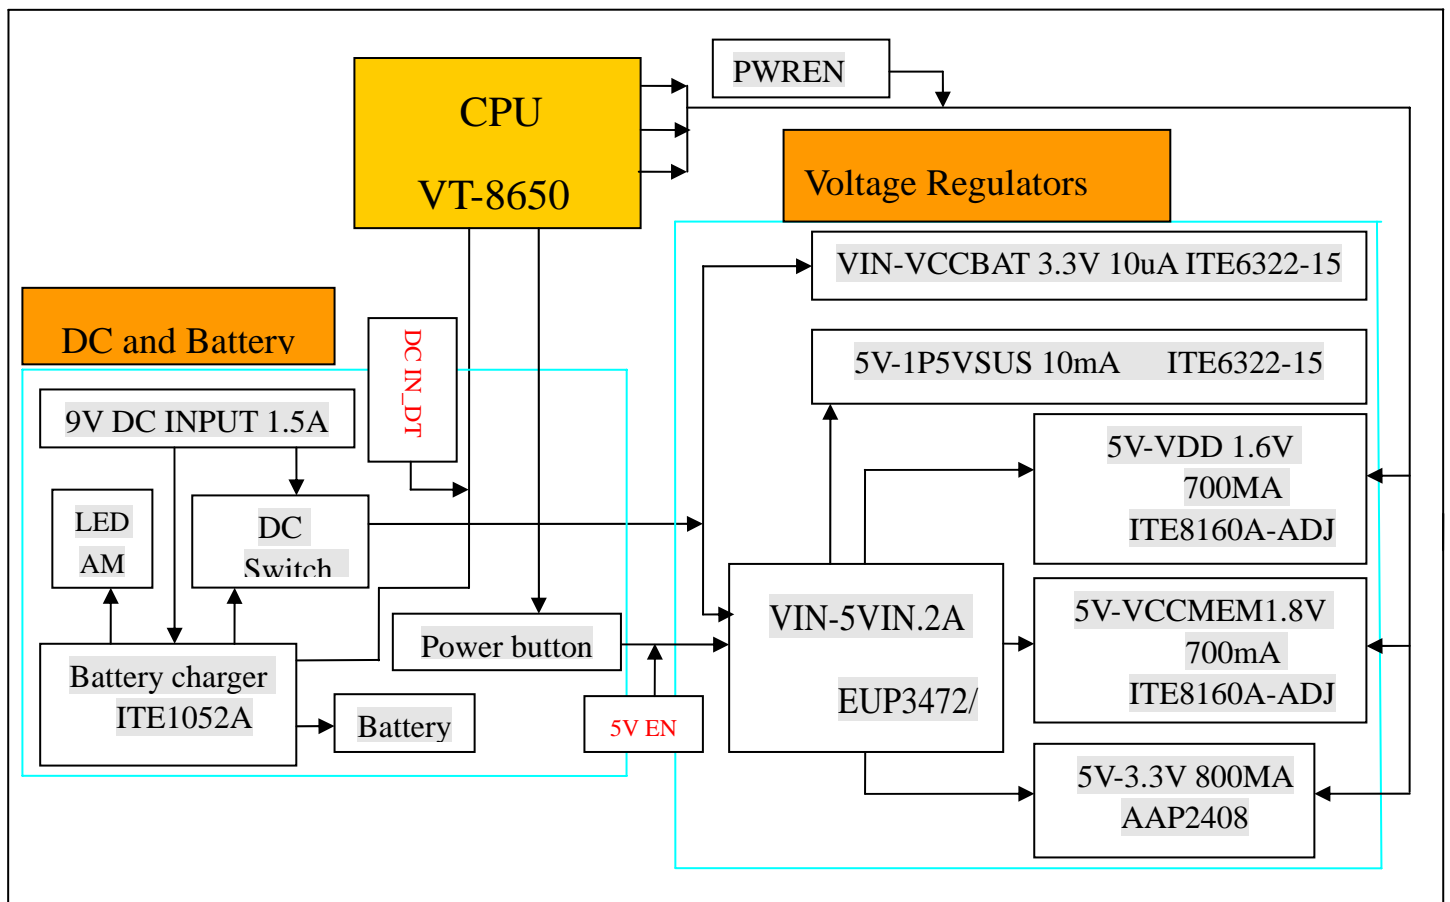 PWREN
CPU
VT-8650
Voltage Regulators
VIN-VCCBAT 3.3V 10uA ITE6322-15
DC and Battery
DC IN_DT
5V-1P5VSUS 10mA ITE6322-15
9V DC INPUT 1.5A
5V-VDD 1.6V
700MA
ITE8160A-ADJ
LED
AM
DC
Switch
VIN-5VIN.2A
EUP3472/
5V-VCCMEM1.8V
700mA
ITE8160A-ADJ
Power button
Battery charger
ITE1052A
Battery
5V EN
5V-3.3V 800MA
AAP2408